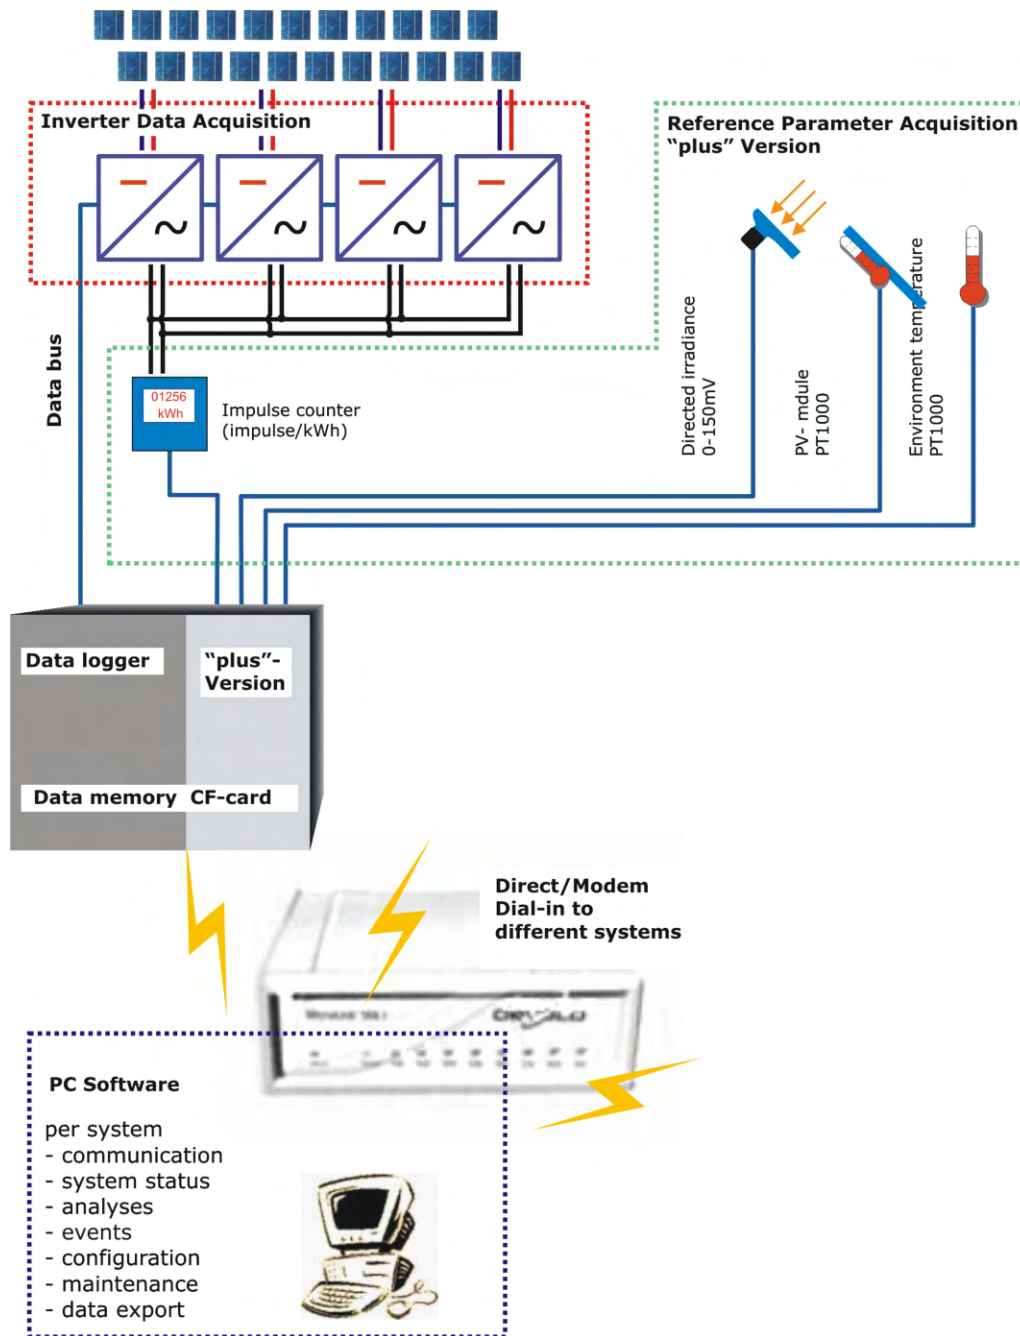 Inverter Data Acquisition
Reference Parameter Acquisition
“plus” Version
Data bus
01256
kWh
Impulse counter
(impulse/kWh)
Directed irradiance
0-150mV
PV- mdule
PT1000
Environment temperature
PT1000
Data logger
“plus”-
Version
Data memory CF-card
Direct/Modem
Dial-in to
different systems
PC Software
per system
- communication
- system status
- analyses
- events
- configuration
- maintenance
- data export